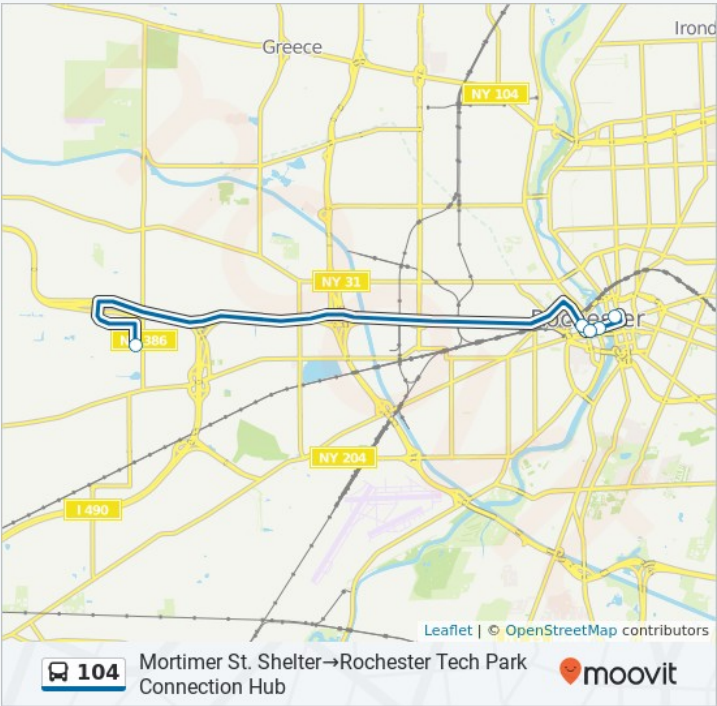 Irond
Greece
NY 104
NY 31
Rochester
386
NY 204
I 490
Leaflet | © OpenStreetMap contributors
104
Mortimer St. Shelter→Rochester Tech Park
Connection Hub
moovit